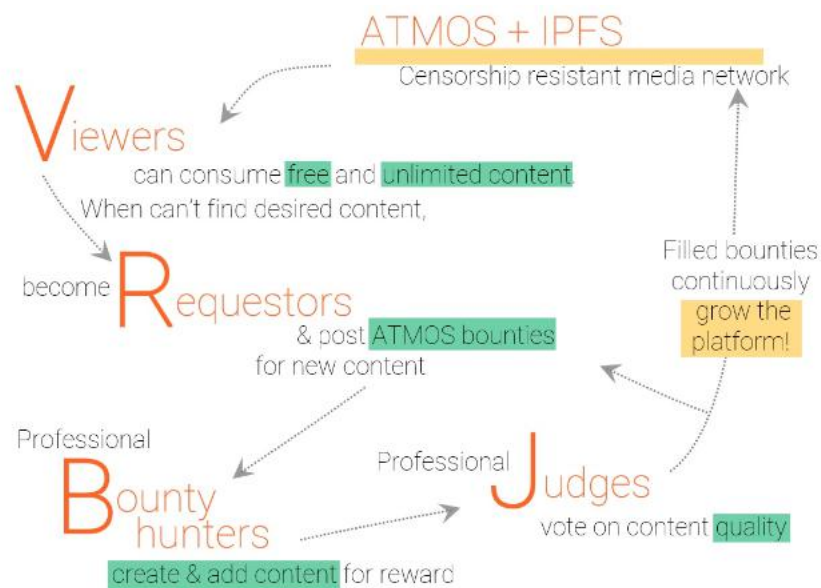 ATMOS + IPFS
Censorship resistant media network
Viewers
can consume free and unlimited content.
When can't find desired content,
become Requestors
& post ATMOS bounties
for new content
Filled bounties
continuously
grow the
platform!
Professional
Bounty
hunters
create & add content for reward
Professional
Judges
vote on content quality